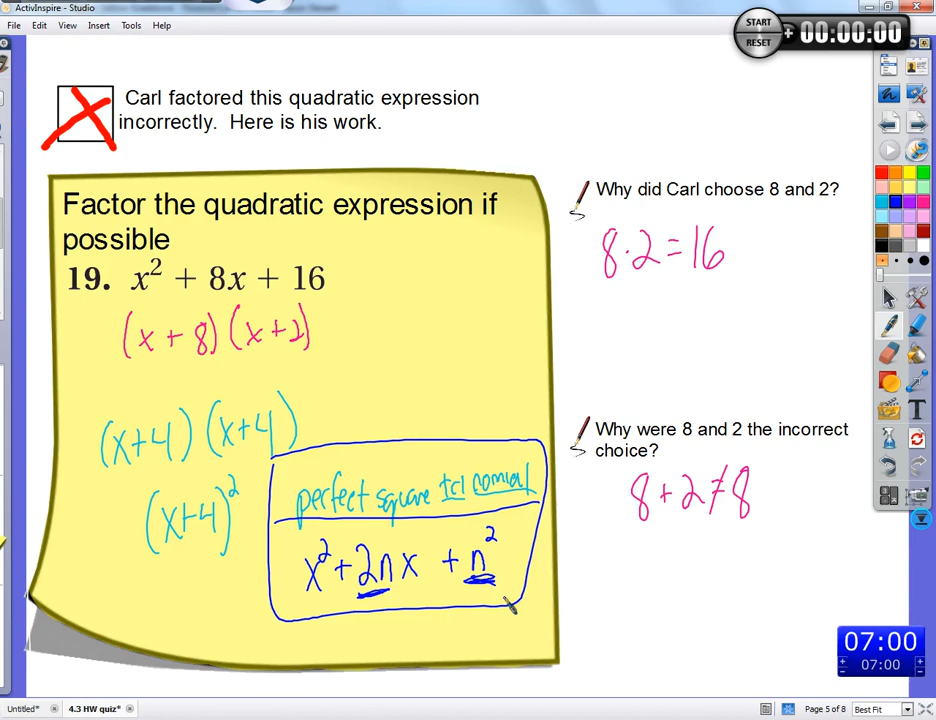 ActivInspire - Studio
File Edit View Insert Tools Help
START
RESET
00:00:00
Carl factored this quadratic expression
incorrectly. Here is his work.
Factor the quadratic expression if
possible
19. x² + 8x + 16
(x + 8)(x + 2)
(x+4)(x+4)
(x+4)²
perfect square trinomial
x² + 2nx + n²
Why did Carl choose 8 and 2?
8·2=16
Why were 8 and 2 the incorrect
choice?
8+2≠8
07:00
07:00
Untitled* 4.3 HW quiz* Page 5 of 8 Best Fit